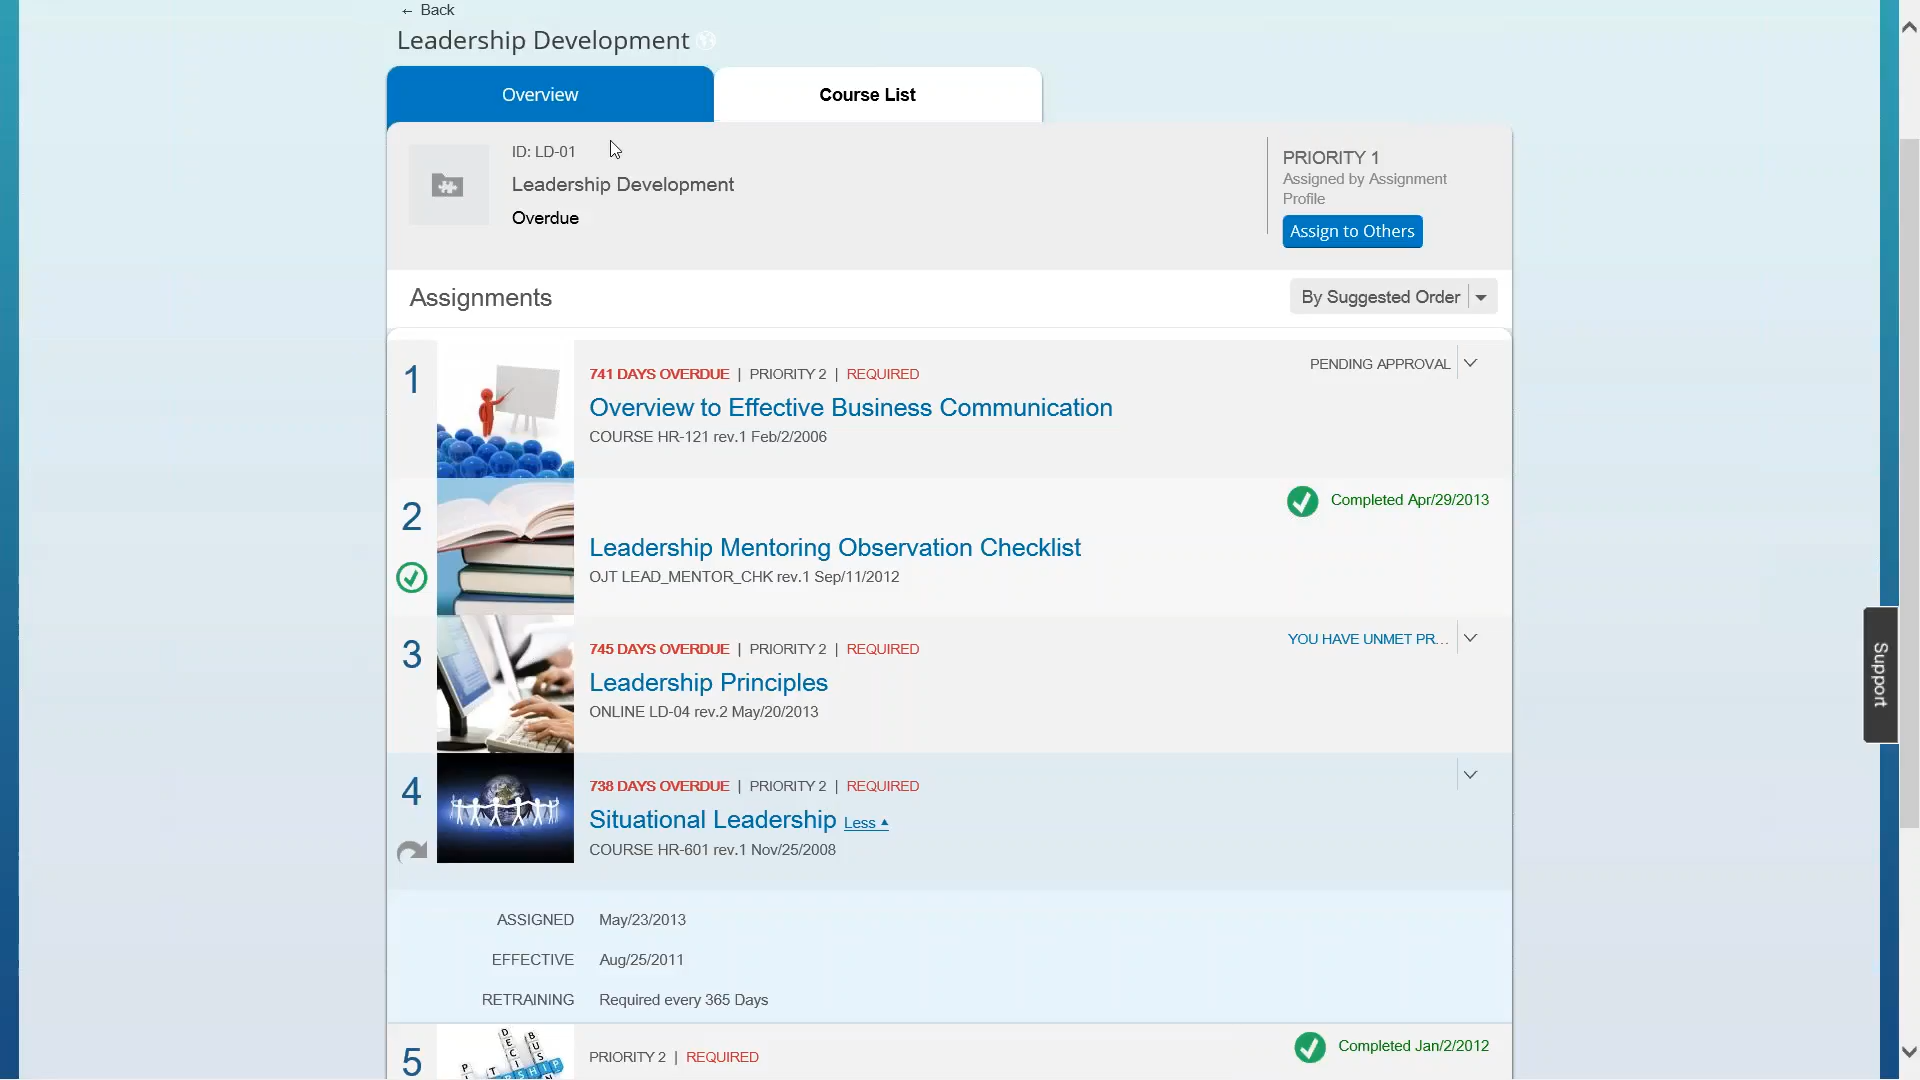 ← Back
Leadership Development
Overview
Course List
ID: LD-01
Leadership Development
Overdue
PRIORITY 1
Assigned by Assignment
Profile
Assign to Others
Assignments
By Suggested Order
1
741 DAYS OVERDUE | PRIORITY 2 | REQUIRED
PENDING APPROVAL
Overview to Effective Business Communication
COURSE HR-121 rev.1 Feb/2/2006
2
Completed Apr/29/2013
Leadership Mentoring Observation Checklist
OJT LEAD_MENTOR_CHK rev.1 Sep/11/2012
3
745 DAYS OVERDUE | PRIORITY 2 | REQUIRED
YOU HAVE UNMET PR...
Leadership Principles
ONLINE LD-04 rev.2 May/20/2013
4
738 DAYS OVERDUE | PRIORITY 2 | REQUIRED
Situational Leadership Less
COURSE HR-601 rev.1 Nov/25/2008
ASSIGNED May/23/2013
EFFECTIVE Aug/25/2011
RETRAINING Required every 365 Days
5
PRIORITY 2 | REQUIRED
Completed Jan/2/2012
Support